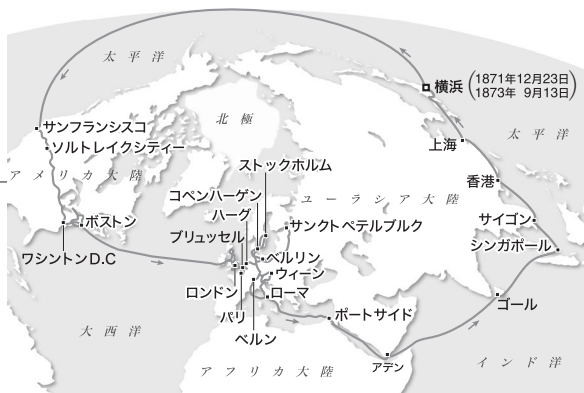 太平洋
横浜
(1871年12月23日
1873年 9月13日)
北極
太平洋
サンフランシスコ
ソルトレイクシティー
上海
ストックホルム
アメリカ大陸
香港
コペンハーゲン
ユーラシア大陸
ハーグ
サイゴン
ボストン
サンクトペテルブルク
ブリュッセル
シンガポール
ワシントンD.C
ベルリン
ウィーン
ロンドン
ローマ
ゴール
パリ
ポートサイド
大西洋
ベルン
アデン
インド洋
アフリカ大陸